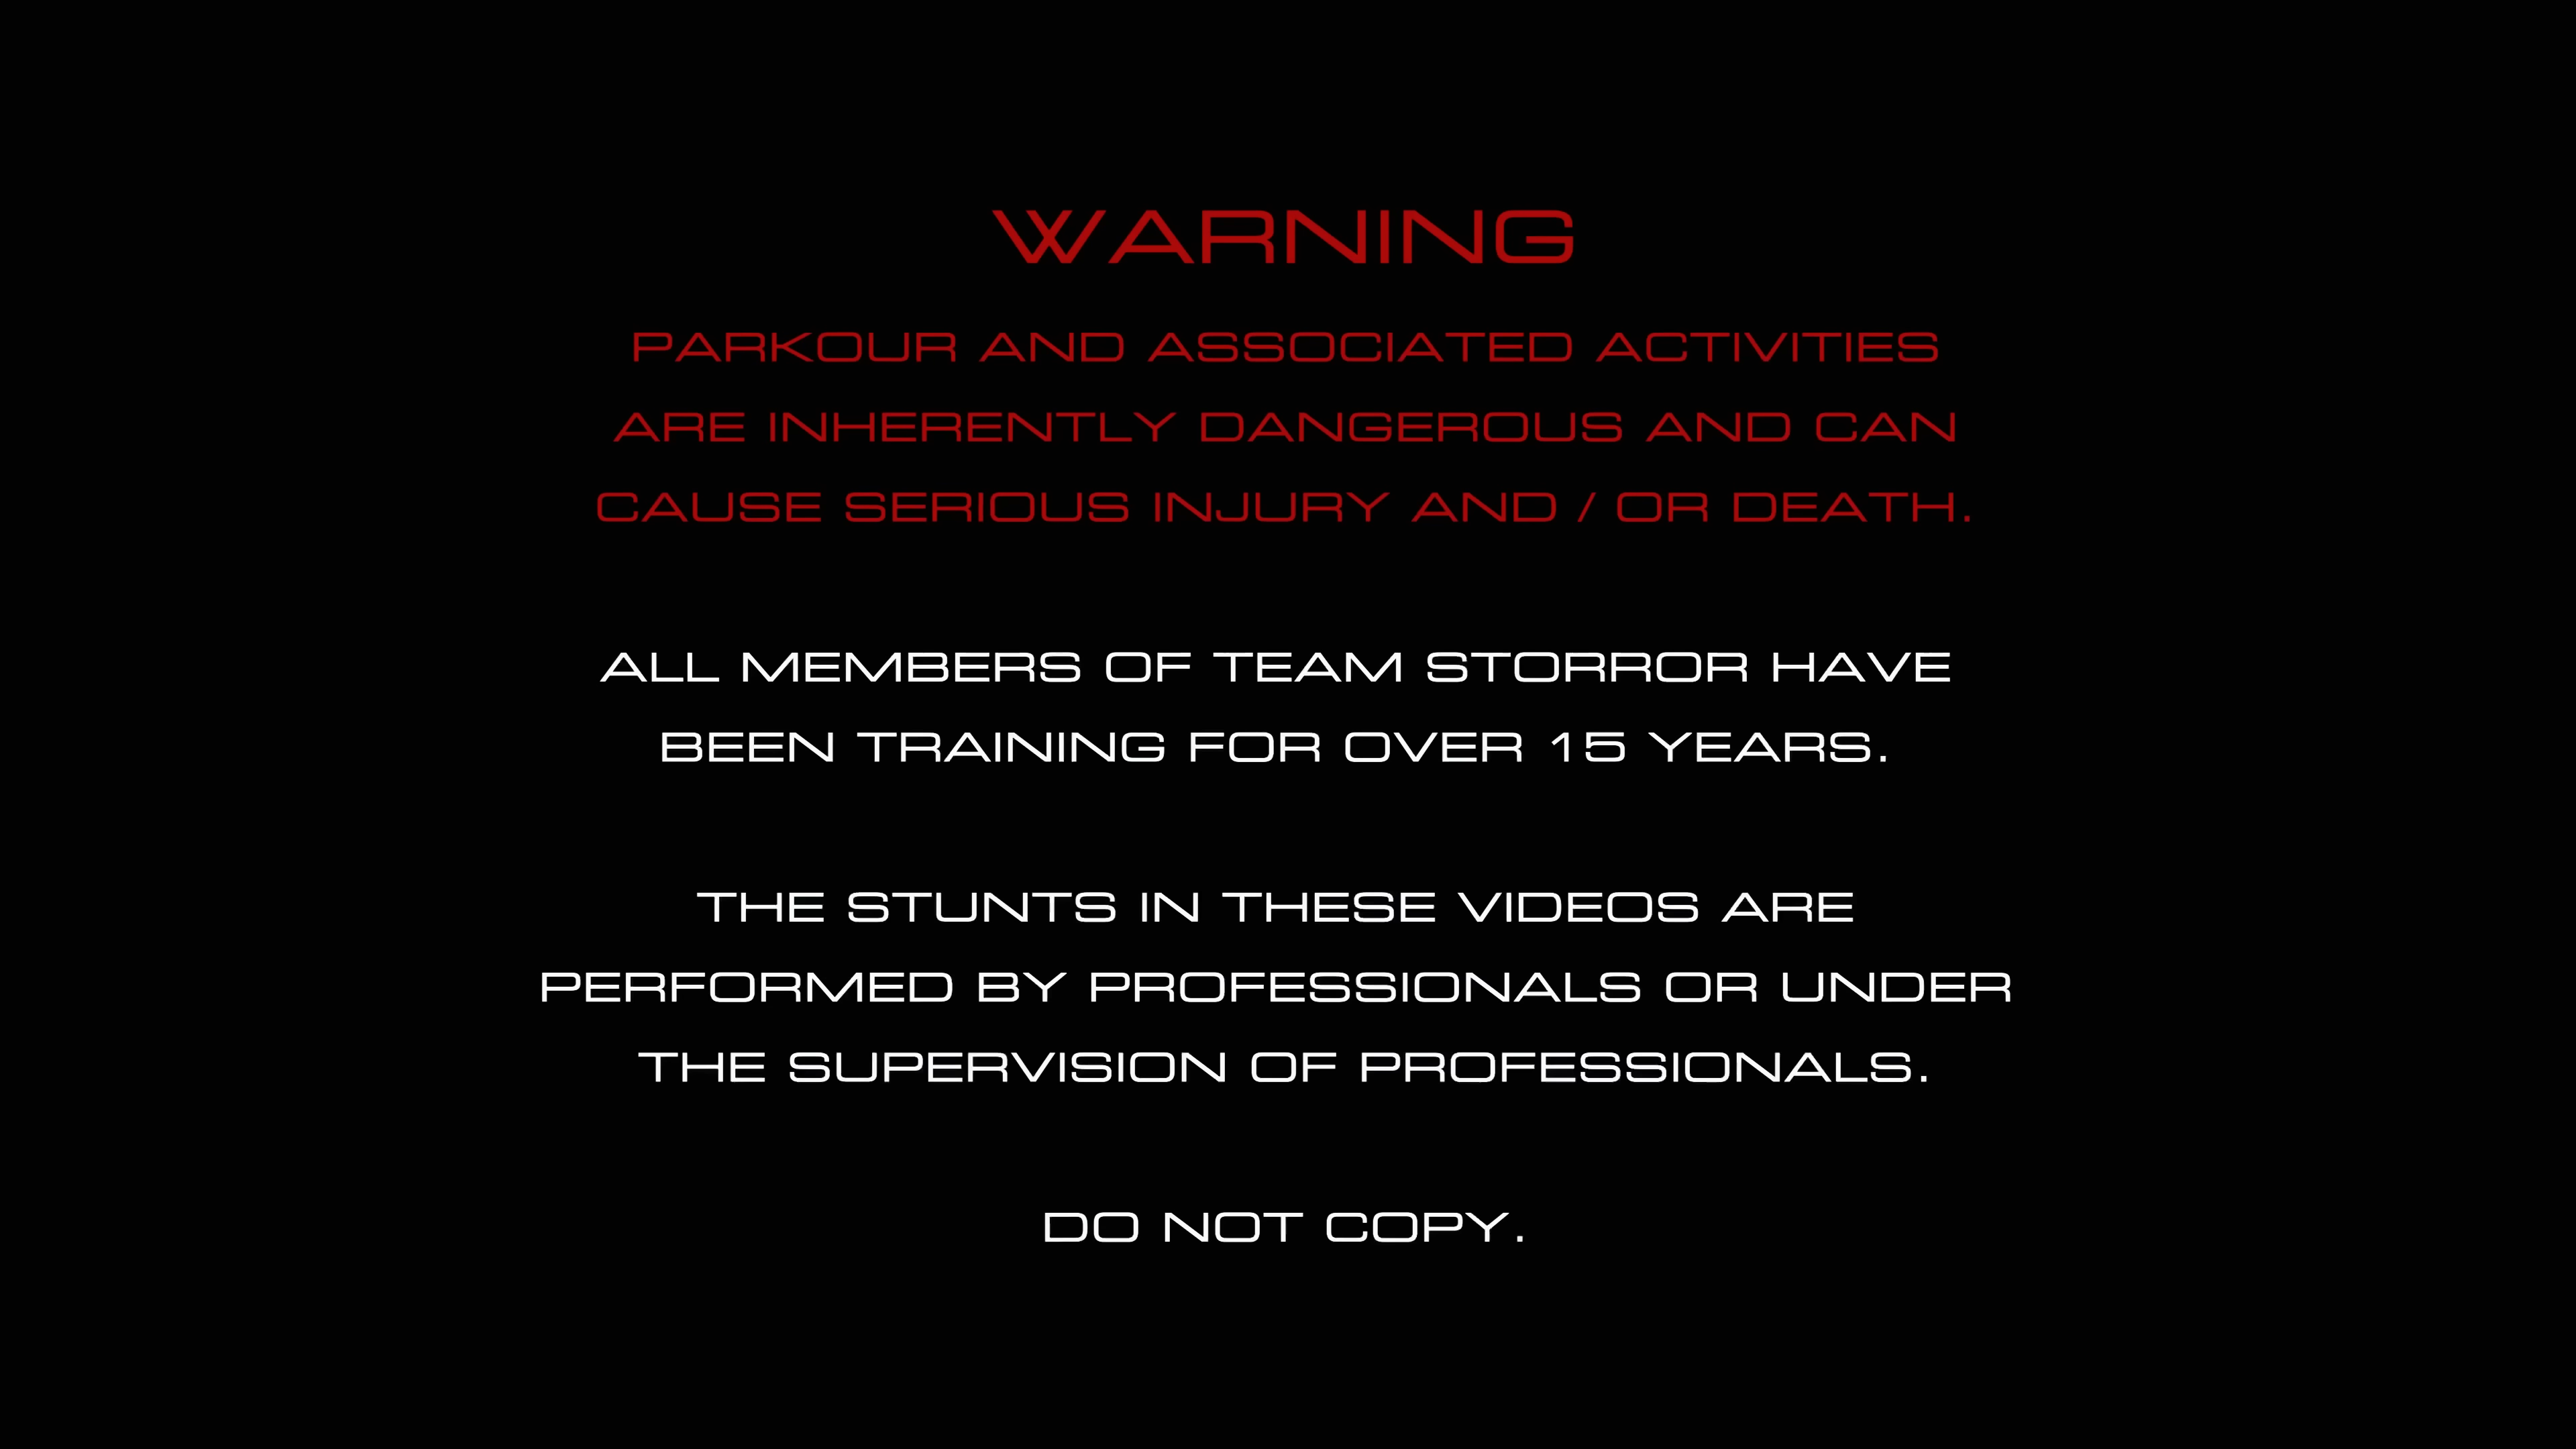 WARNING
PARKOUR AND ASSOCIATED ACTIVITIES
ARE INHERENTLY DANGEROUS AND CAN
CAUSE SERIOUS INJURY AND / OR DEATH.
ALL MEMBERS OF TEAM STORROR HAVE
BEEN TRAINING FOR OVER 15 YEARS.
THE STUNTS IN THESE VIDEOS ARE
PERFORMED BY PROFESSIONALS OR UNDER
THE SUPERVISION OF PROFESSIONALS.
DO NOT COPY.